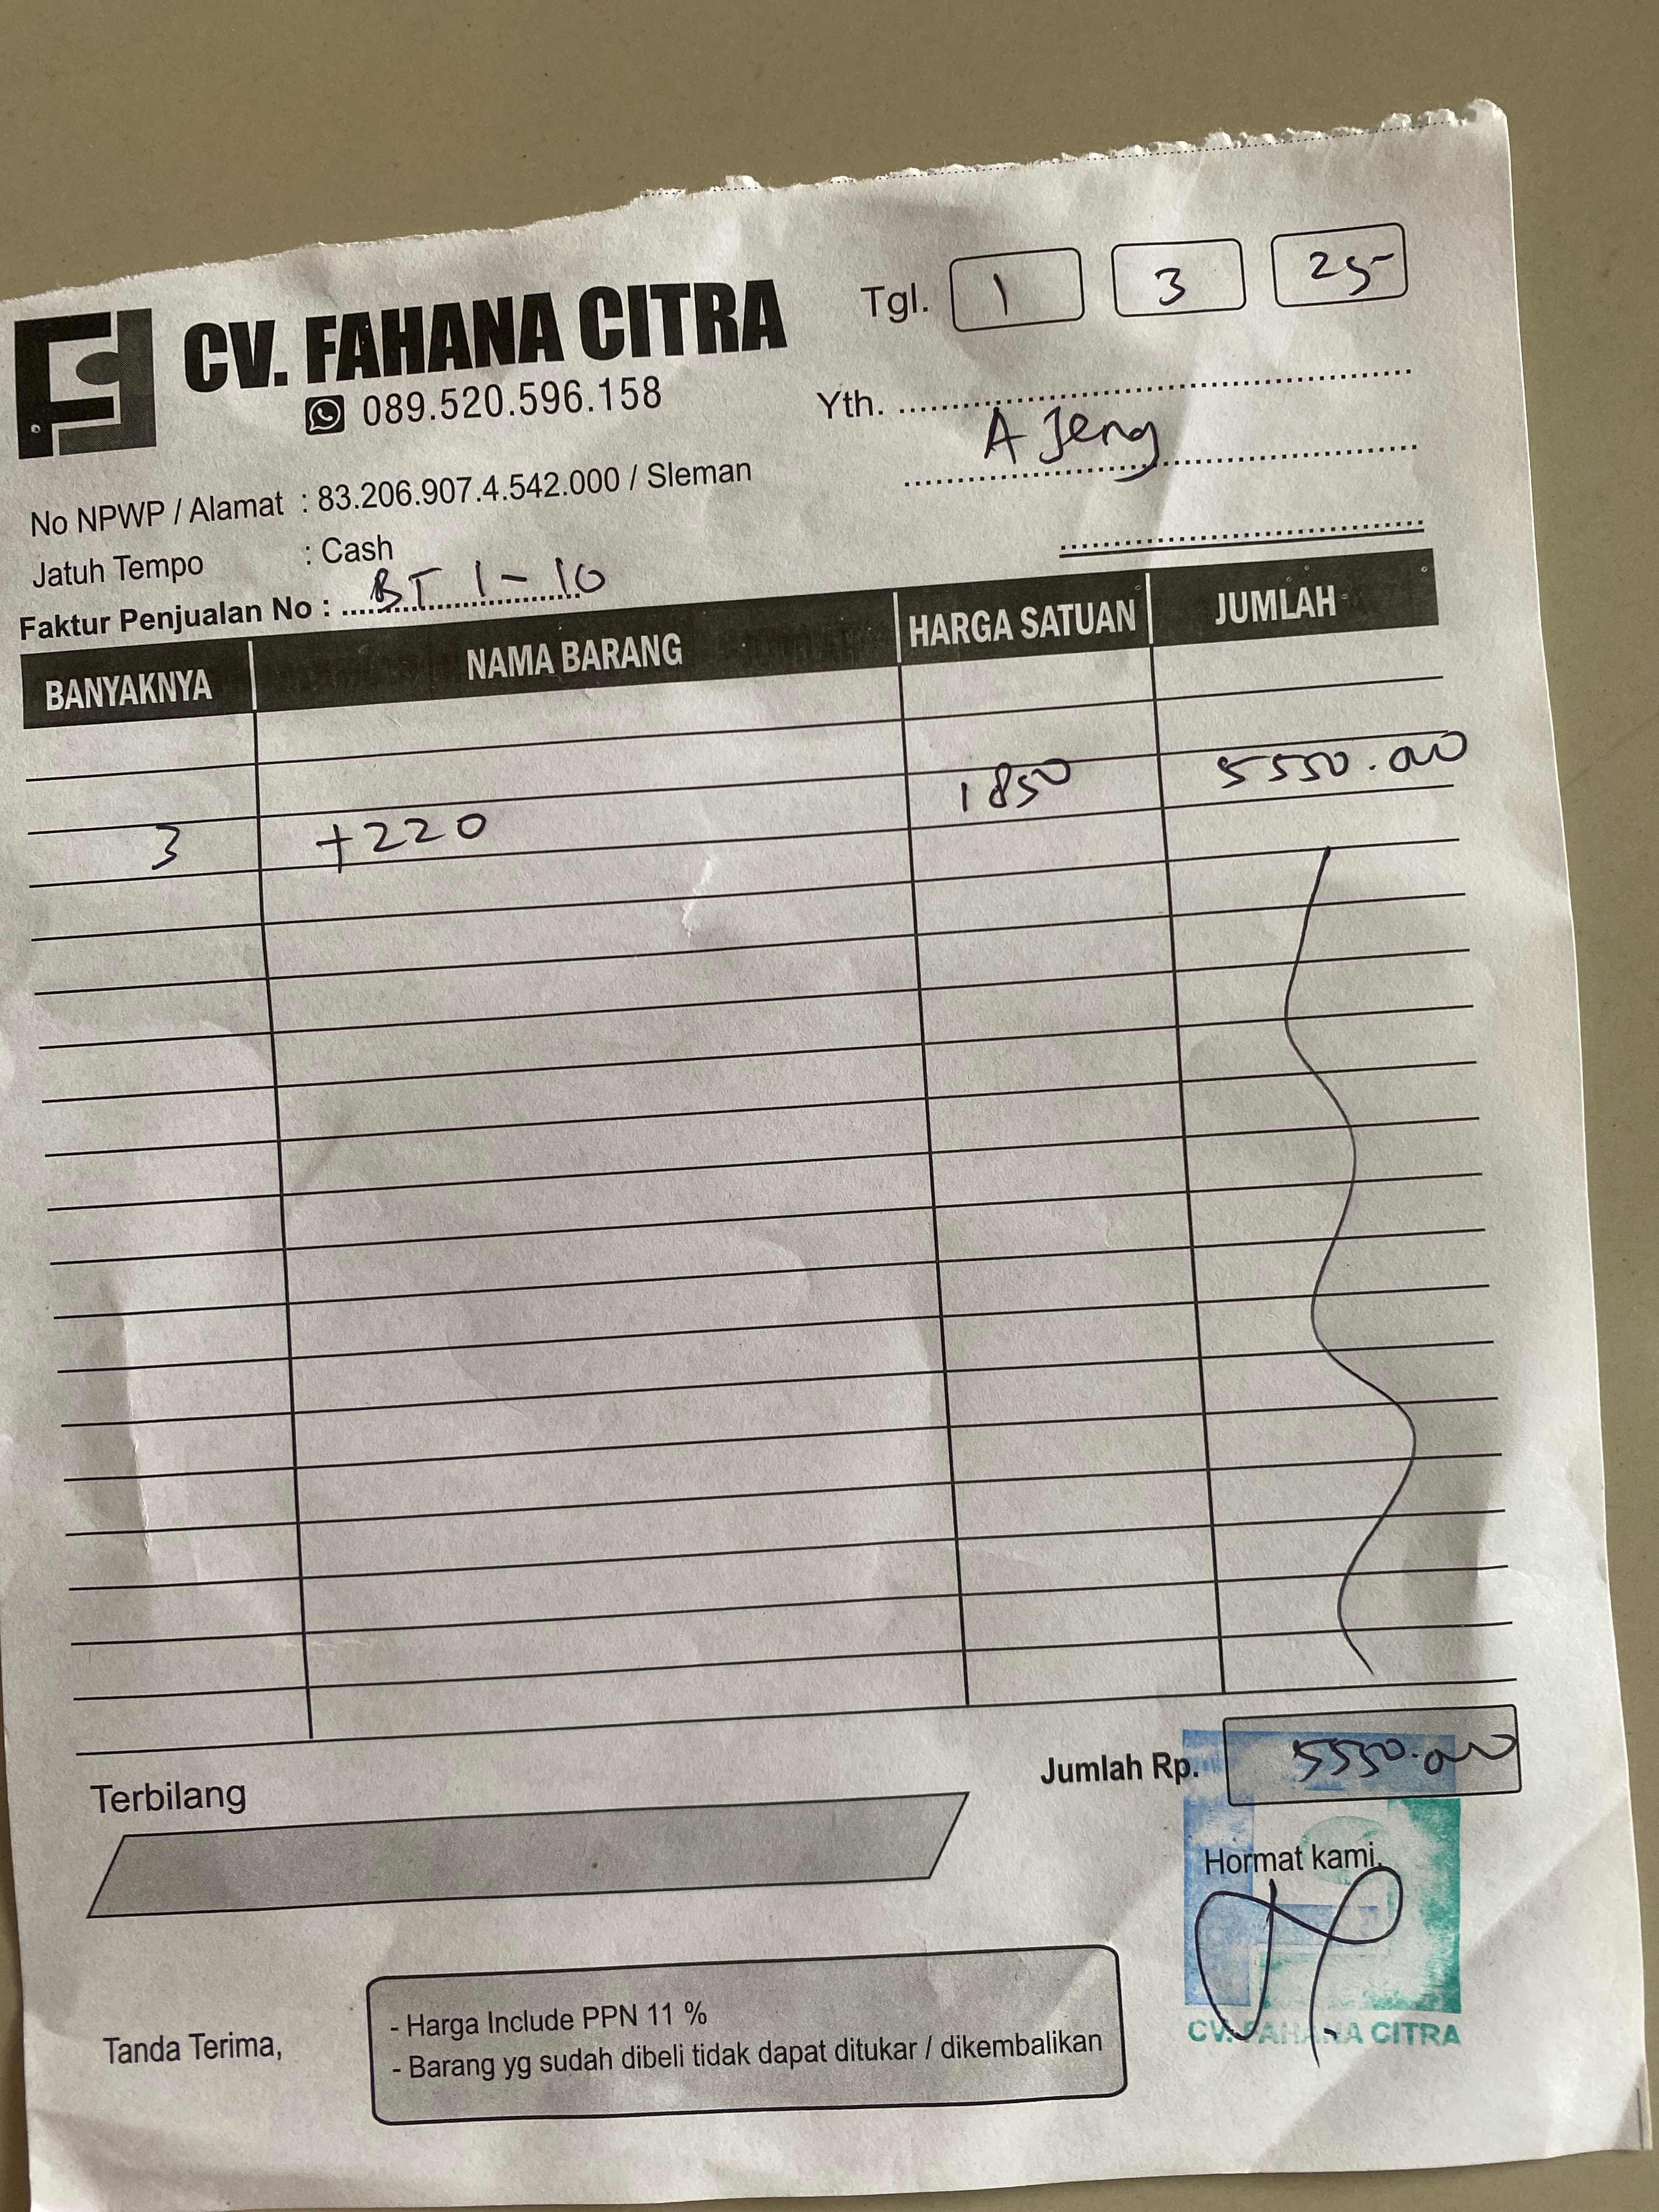 CV. FAHANA CITRA
089.520.596.158
Tgl. 1 3 25
Yth.
AJeng
No NPWP / Alamat : 83.206.907.4.542.000 / Sleman
Jatuh Tempo : Cash
Faktur Penjualan No : BT 1 - 10
BANYAKNYA NAMA BARANG HARGA SATUAN JUMLAH
3 +220 1850 5550.000
Jumlah Rp. 5550.000
Terbilang
Hormat kami,
CV. FAHANA CITRA
Tanda Terima,
- Harga Include PPN 11 %
- Barang yg sudah dibeli tidak dapat ditukar / dikembalikan